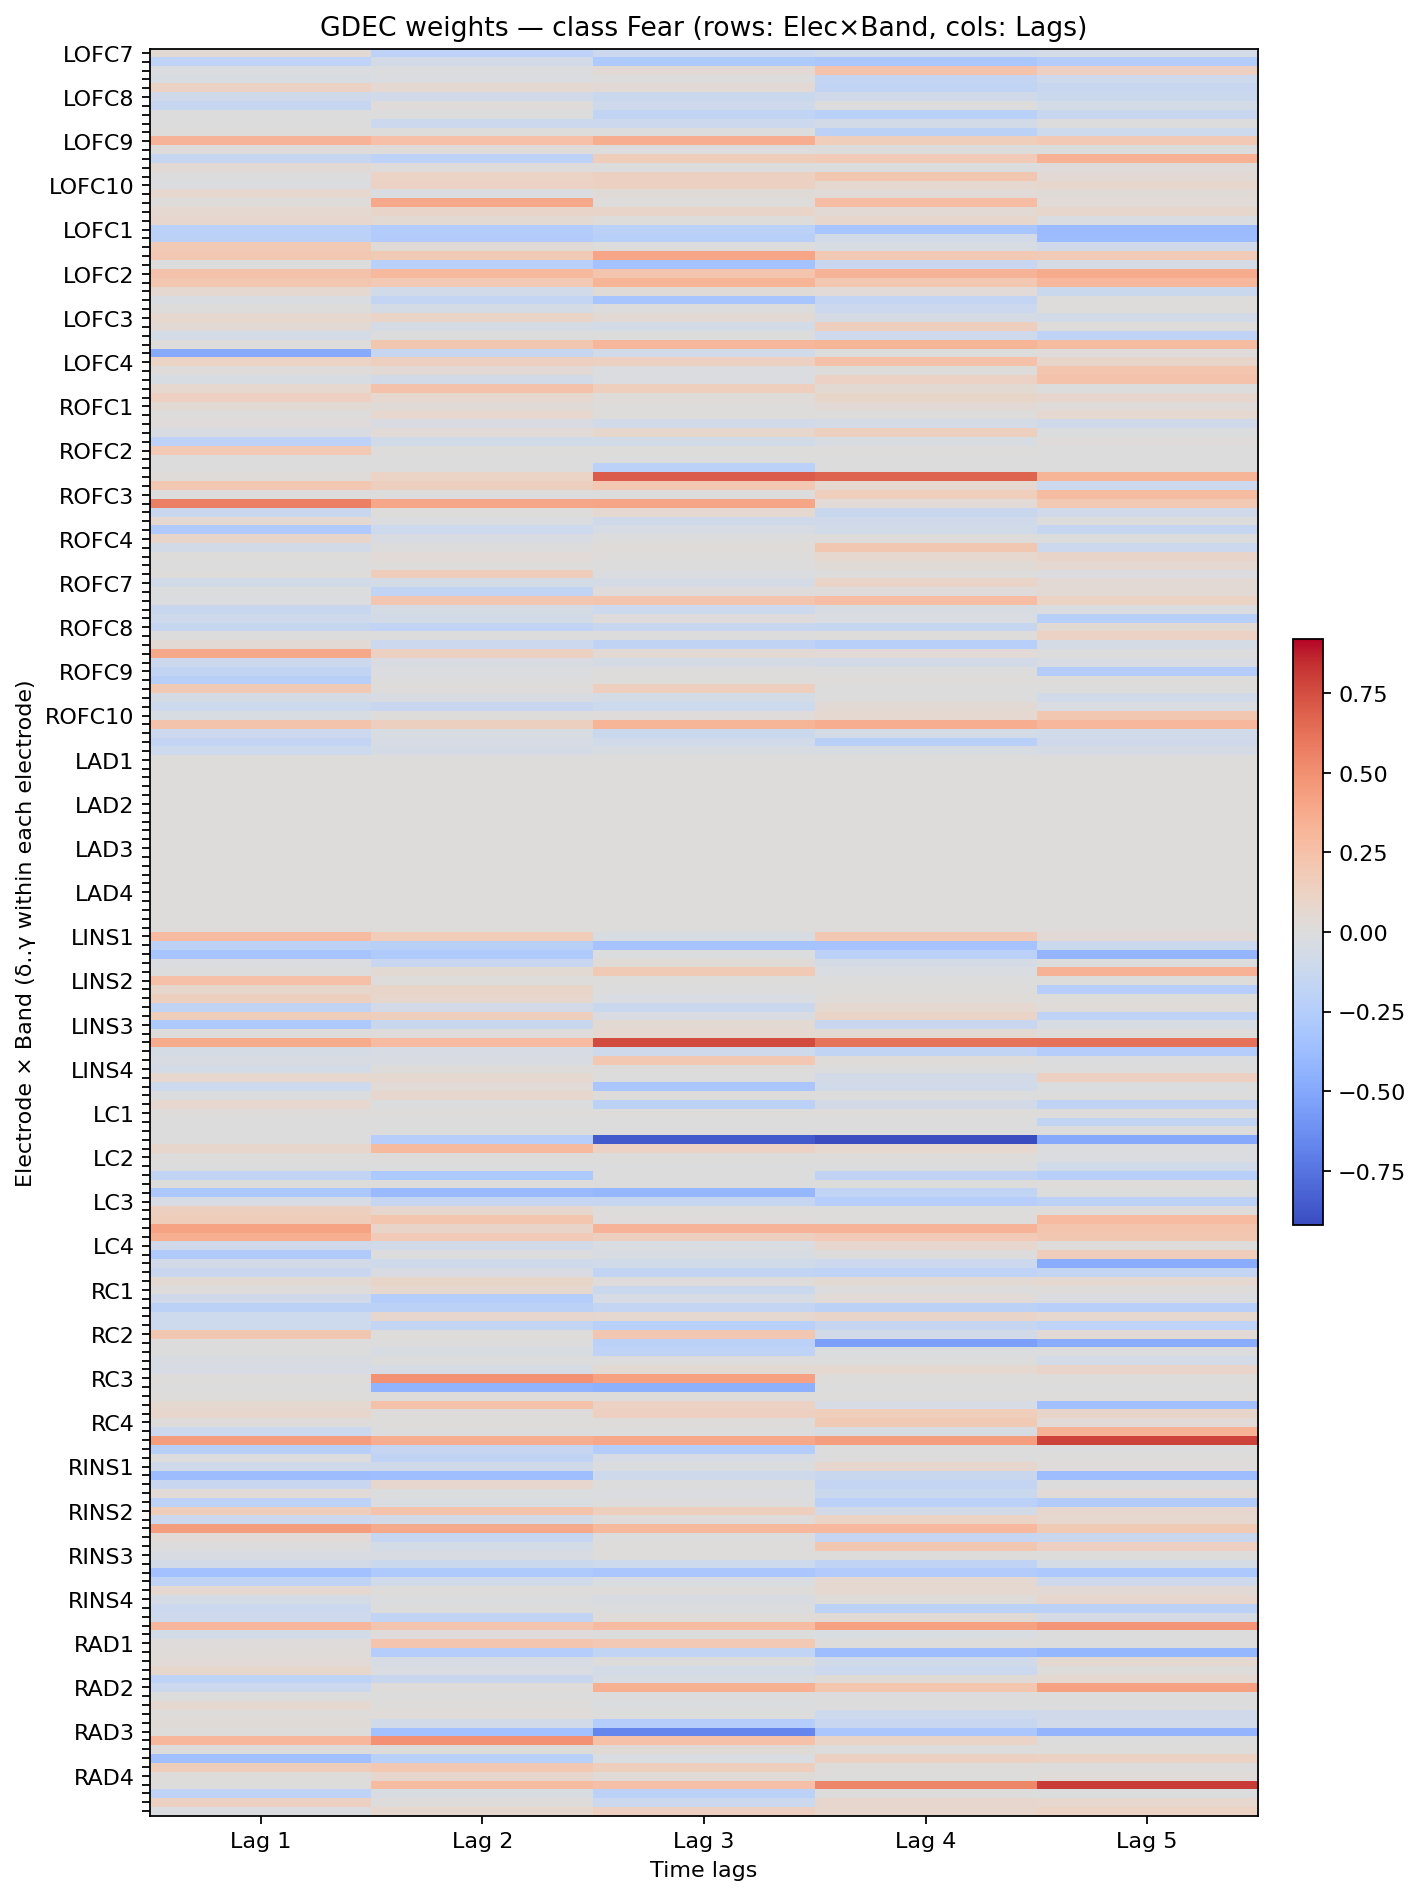 GDEC weights — class Fear (rows: Elec×Band, cols: Lags)
Electrode × Band (δ..γ within each electrode)
LOFC7
LOFC8
LOFC9
LOFC10
LOFC1
LOFC2
LOFC3
LOFC4
ROFC1
ROFC2
ROFC3
ROFC4
ROFC7
ROFC8
ROFC9
ROFC10
LAD1
LAD2
LAD3
LAD4
LINS1
LINS2
LINS3
LINS4
LC1
LC2
LC3
LC4
RC1
RC2
RC3
RC4
RINS1
RINS2
RINS3
RINS4
RAD1
RAD2
RAD3
RAD4
Lag 1 Lag 2 Lag 3 Lag 4 Lag 5
Time lags
0.75
0.50
0.25
0.00
−0.25
−0.50
−0.75